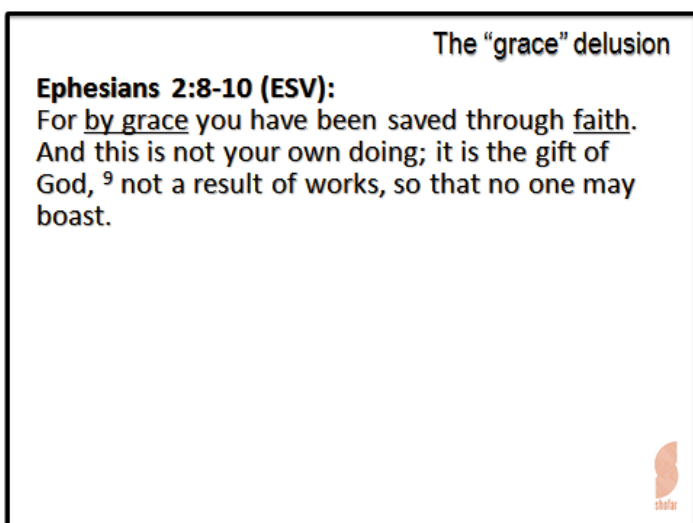 The “grace” delusion
Ephesians 2:8-10 (ESV):
For by grace you have been saved through faith.
And this is not your own doing; it is the gift of
God, ⁹ not a result of works, so that no one may
boast.
shofar